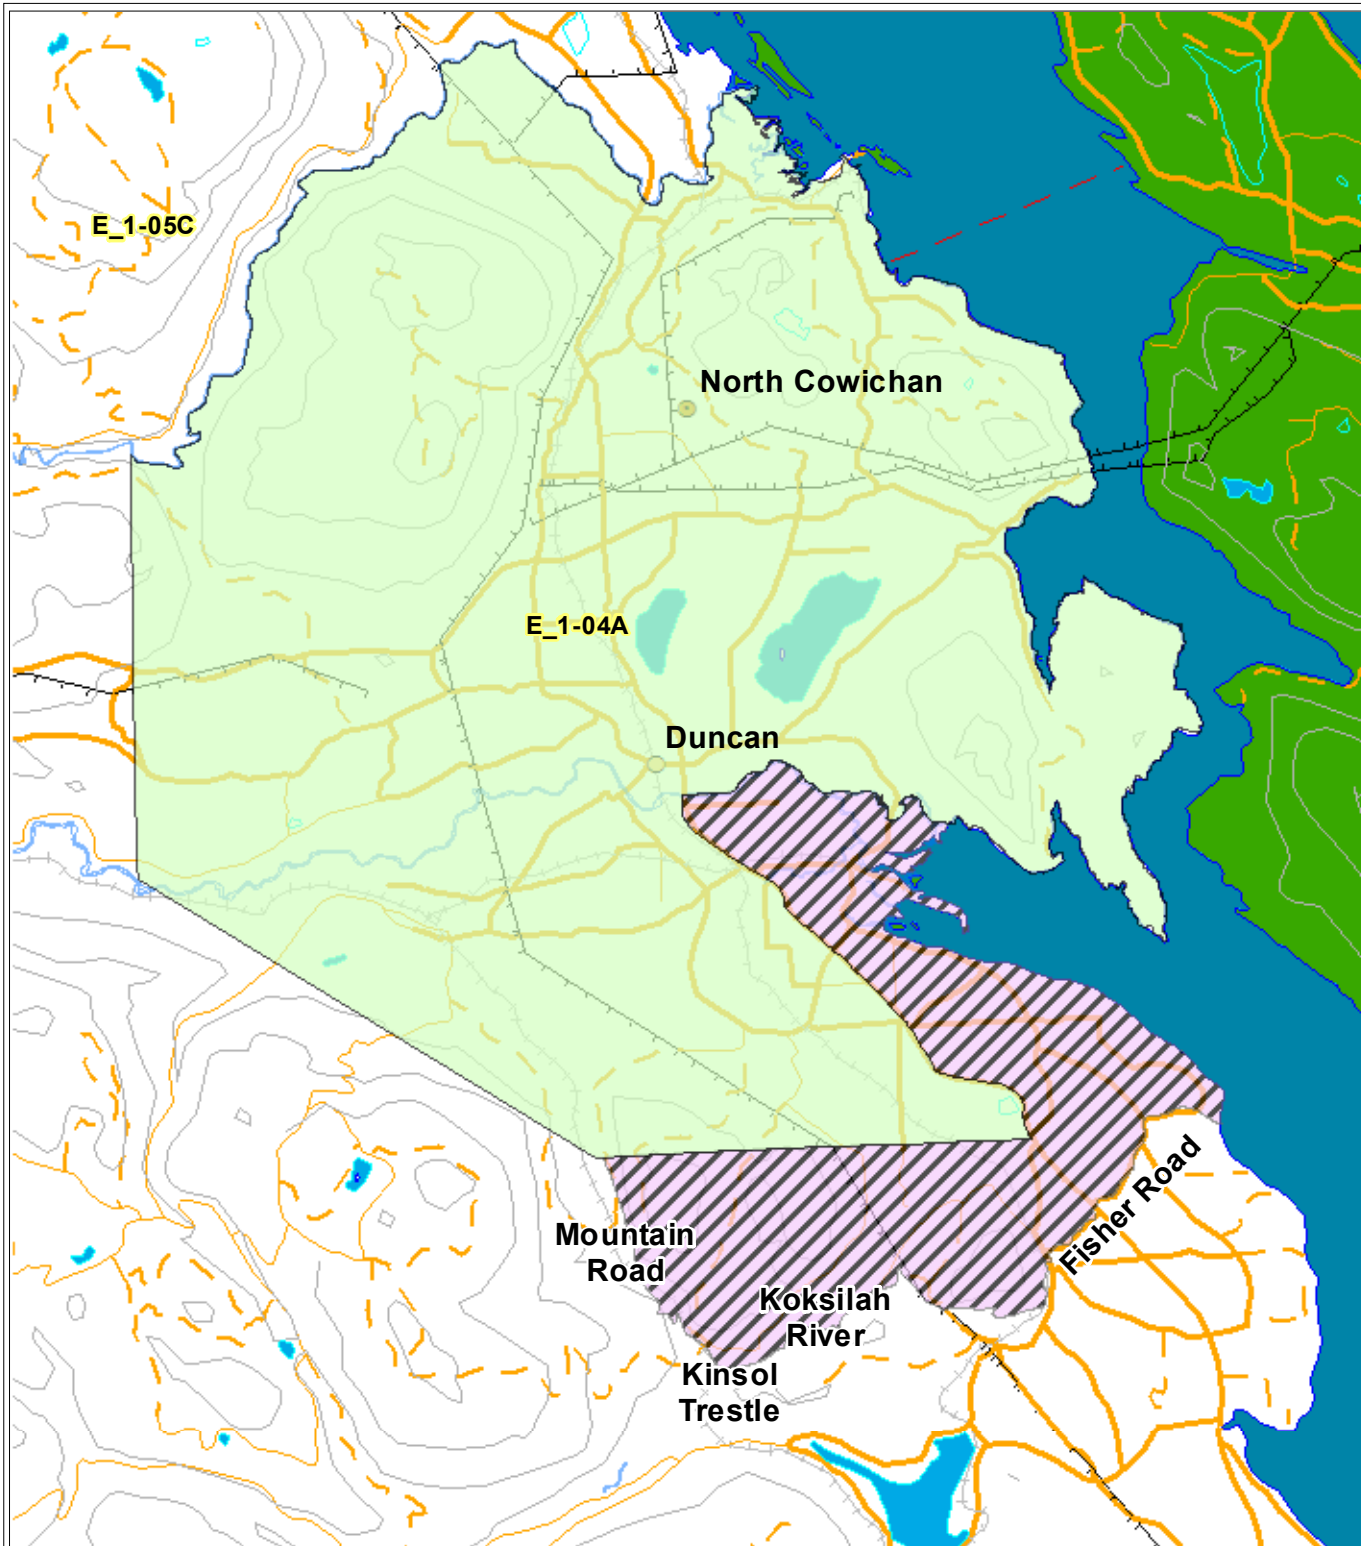 E_1-05C
North Cowichan
E_1-04A
Duncan
Fisher Road
Mountain
Road
Koksilah
River
Kinsol
Trestle